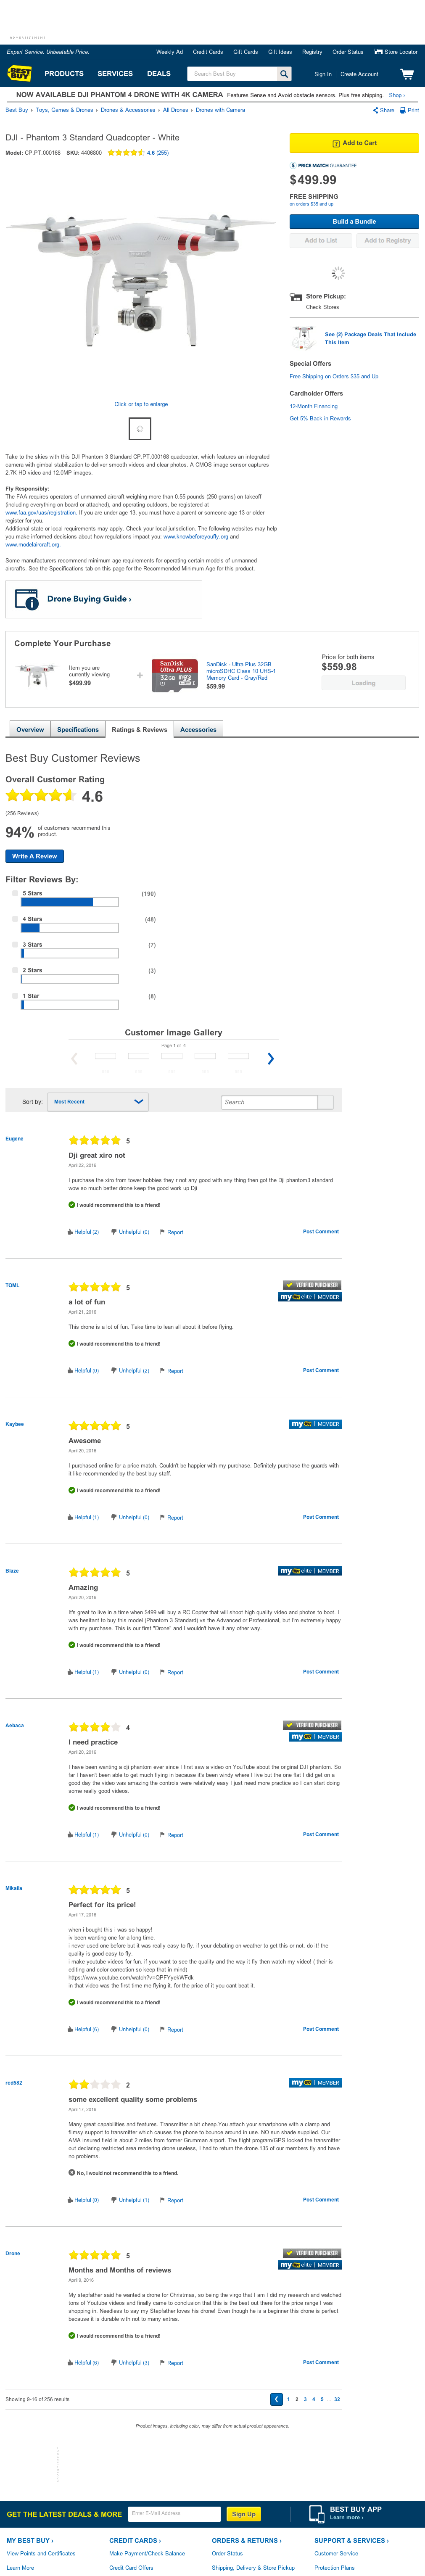 ADVERTISEMENT
Expert Service. Unbeatable Price.
Weekly Ad
Credit Cards
Gift Cards
Gift Ideas
Registry
Order Status
Store Locator
BEST BUY
PRODUCTS
SERVICES
DEALS
Search Best Buy
Sign In | Create Account
NOW AVAILABLE DJI PHANTOM 4 DRONE WITH 4K CAMERA Features Sense and Avoid obstacle sensors. Plus free shipping. Shop ›
Best Buy › Toys, Games & Drones › Drones & Accessories › All Drones › Drones with Camera
Share
Print
DJI - Phantom 3 Standard Quadcopter - White
Model: CP.PT.000168 SKU: 4406800 4.6 (255)
Click or tap to enlarge
Add to Cart
$ PRICE MATCH GUARANTEE
$499.99
FREE SHIPPING
on orders $35 and up
Build a Bundle
Add to List
Add to Registry
Store Pickup:
Check Stores
See (2) Package Deals That Include
This Item
Special Offers
Free Shipping on Orders $35 and Up
Cardholder Offers
12-Month Financing
Get 5% Back in Rewards
Take to the skies with this DJI Phantom 3 Standard CP.PT.000168 quadcopter, which features an integrated
camera with gimbal stabilization to deliver smooth videos and clear photos. A CMOS image sensor captures
2.7K HD video and 12.0MP images.
Fly Responsibly:
The FAA requires operators of unmanned aircraft weighing more than 0.55 pounds (250 grams) on takeoff
(including everything on board or attached), and operating outdoors, be registered at
www.faa.gov/uas/registration. If you are under age 13, you must have a person of someone age 13 or older
register for you.
Additional state or local requirements may apply. Check your local jurisdiction. The following websites may help
you make informed decisions about how regulations impact you: www.knowbeforeyoufly.org and
www.modelaircraft.org.
Some manufacturers recommend minimum age requirements for operating certain models of unmanned
aircrafts. See the Specifications tab on this page for the Recommended Minimum Age for this product.
Drone Buying Guide ›
Complete Your Purchase
Item you are
currently viewing
$499.99
+
SanDisk
Ultra PLUS
32GB
SanDisk - Ultra Plus 32GB
microSDHC Class 10 UHS-1
Memory Card - Gray/Red
$59.99
Price for both items
$559.98
Loading
Overview
Specifications
Ratings & Reviews
Accessories
Best Buy Customer Reviews
Overall Customer Rating
4.6
(256 Reviews)
94% of customers recommend this
product.
Write A Review
Filter Reviews By:
5 Stars (190)
4 Stars (48)
3 Stars (7)
2 Stars (3)
1 Star (8)
Customer Image Gallery
Page 1 of 4
Sort by: Most Recent
Search
Eugene
5
Dji great xiro not
April 22, 2016
I purchase the xiro from tower hobbies they r not any good with any thing then got the Dji phantom3 standard
wow so much better drone keep the good work up Dji
I would recommend this to a friend!
Helpful (2) Unhelpful (0) Report Post Comment
TOML
5
VERIFIED PURCHASER
my BEST BUY elite | MEMBER
a lot of fun
April 21, 2016
This drone is a lot of fun. Take time to lean all about it before flying.
I would recommend this to a friend!
Helpful (0) Unhelpful (2) Report Post Comment
Kaybee
5
my BEST BUY | MEMBER
Awesome
April 20, 2016
I purchased online for a price match. Couldn't be happier with my purchase. Definitely purchase the guards with
it like recommended by the best buy staff.
I would recommend this to a friend!
Helpful (1) Unhelpful (0) Report Post Comment
Blaze
5
my BEST BUY elite | MEMBER
Amazing
April 20, 2016
It's great to live in a time when $499 will buy a RC Copter that will shoot high quality video and photos to boot. I
was hesitant to buy this model (Phantom 3 Standard) vs the Advanced or Professional, but I'm extremely happy
with my purchase. This is our first "Drone" and I wouldn't have it any other way.
I would recommend this to a friend!
Helpful (1) Unhelpful (0) Report Post Comment
Aebaca
4
VERIFIED PURCHASER
my BEST BUY | MEMBER
I need practice
April 20, 2016
I have been wanting a dji phantom ever since I first saw a video on YouTube about the original DJI phantom. So
far I haven't been able to get much flying in because it's been windy where I live but the one time I did get on a
good day the video was amazing the controls were relatively easy I just need more practice so I can start doing
some really good videos.
I would recommend this to a friend!
Helpful (1) Unhelpful (0) Report Post Comment
Mikaila
5
Perfect for its price!
April 17, 2016
when i bought this i was so happy!
iv been wanting one for a long time.
i never used one before but it was really easy to fly. if your debating on weather to get this or not, do it! the
quality is good easy to fly.
i make youtube videos for fun. if you want to see the quality and the way it fly then watch my video! ( their is
editing and color correction so keep that in mind)
https://www.youtube.com/watch?v=QPFYyekWFdk
in that video was the first time me flying it. for the price of it you cant beat it.
I would recommend this to a friend!
Helpful (6) Unhelpful (0) Report Post Comment
rcd582
2
my BEST BUY | MEMBER
some excellent quality some problems
April 17, 2016
Many great capabilities and features. Transmitter a bit cheap.You attach your smartphone with a clamp and
flimsy support to transmitter which causes the phone to bounce around in use. NO sun shade supplied. Our
AMA insured field is about 2 miles from former Grumman airport. The flight program/GPS locked the transmitter
out declaring restricted area rendering drone useless, I had to return the drone.135 of our members fly and have
no problems.
No, I would not recommend this to a friend.
Helpful (0) Unhelpful (1) Report Post Comment
Drone
5
VERIFIED PURCHASER
my BEST BUY elite | MEMBER
Months and Months of reviews
April 9, 2016
My stepfather said he wanted a drone for Christmas, so being the virgo that I am I did my research and watched
tons of Youtube videos and finally came to conclusion that this is the best out there for the price range I was
shopping in. Needless to say my Stepfather loves his drone! Even though he is a beginner this drone is perfect
because it is durable with not to many extras.
I would recommend this to a friend!
Helpful (6) Unhelpful (3) Report Post Comment
Showing 9-16 of 256 results
1 2 3 4 5 ... 32
Product images, including color, may differ from actual product appearance.
GET THE LATEST DEALS & MORE
Enter E-Mail Address
Sign Up
BEST BUY APP
Learn more ›
MY BEST BUY ›
CREDIT CARDS ›
ORDERS & RETURNS ›
SUPPORT & SERVICES ›
View Points and Certificates
Make Payment/Check Balance
Order Status
Customer Service
Learn More
Credit Card Offers
Shipping, Delivery & Store Pickup
Protection Plans